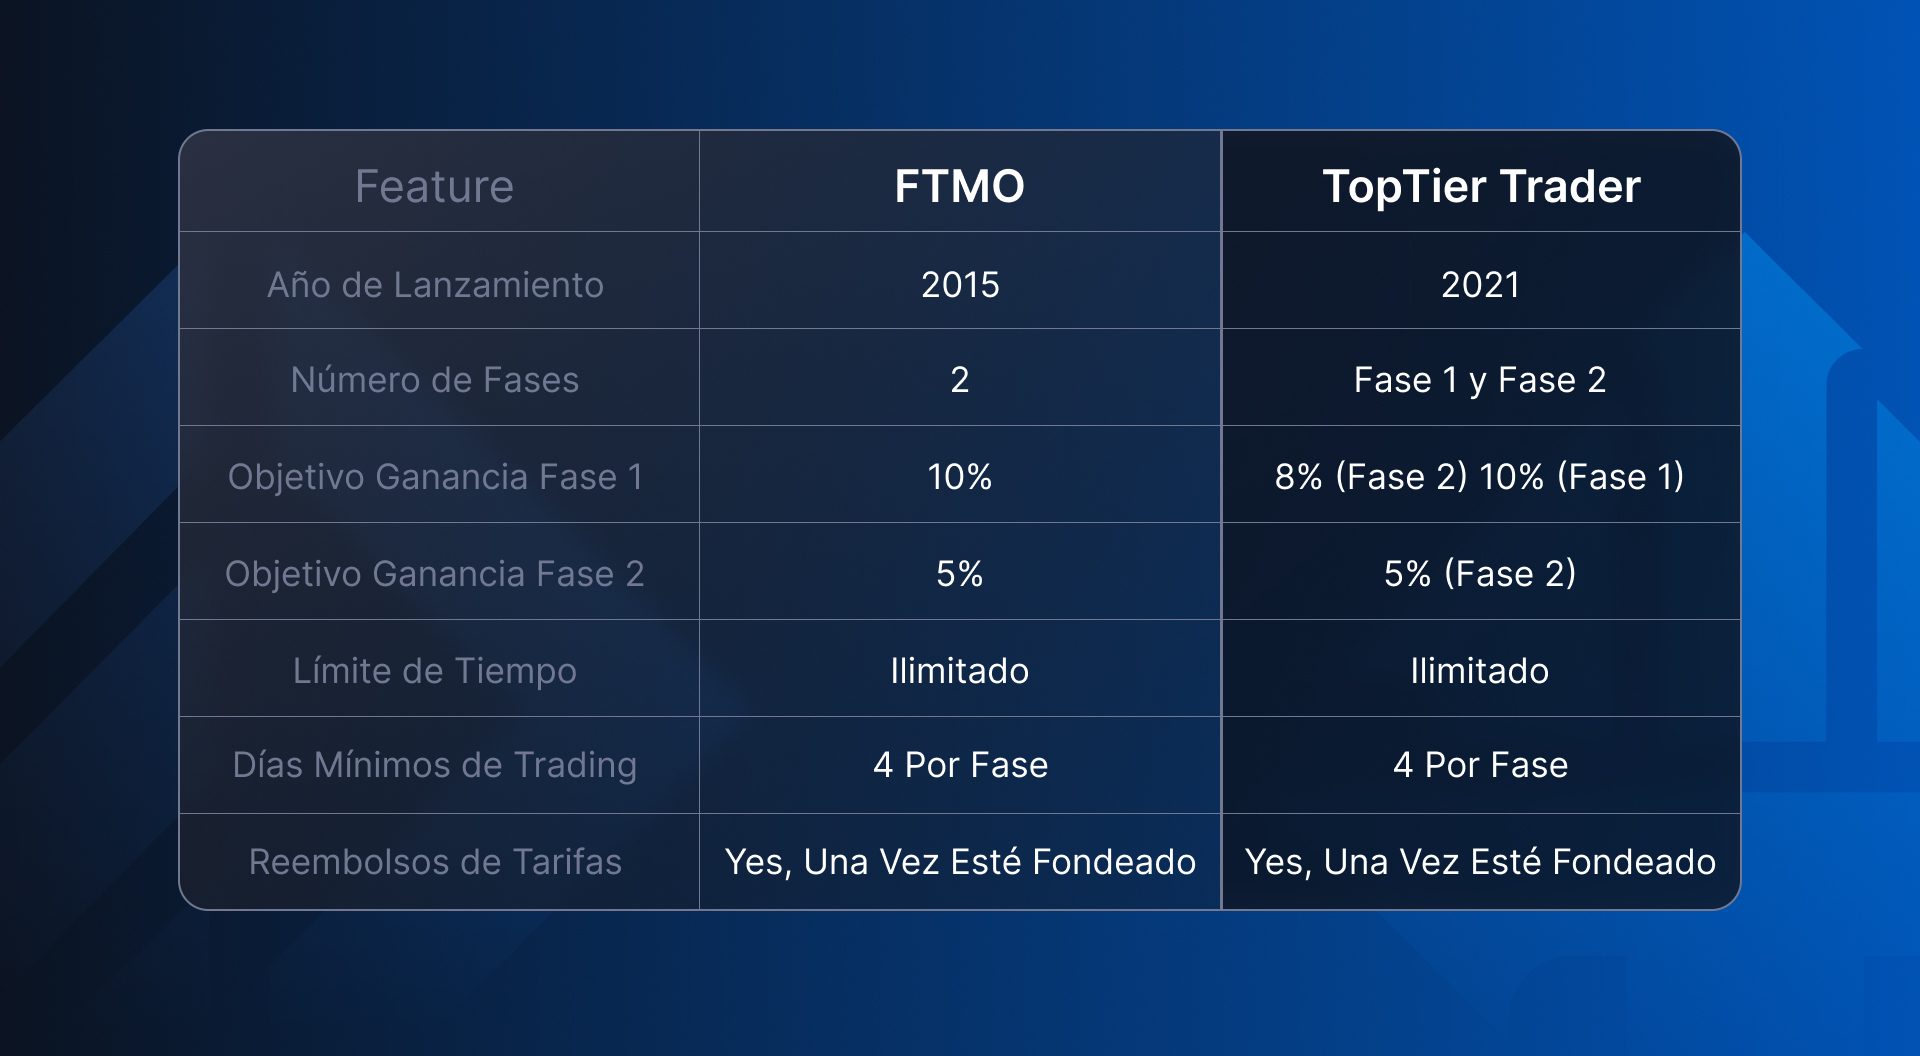 Feature FTMO TopTier Trader
Año de Lanzamiento 2015 2021
Número de Fases 2 Fase 1 y Fase 2
Objetivo Ganancia Fase 1 10% 8% (Fase 2) 10% (Fase 1)
Objetivo Ganancia Fase 2 5% 5% (Fase 2)
Límite de Tiempo Ilimitado Ilimitado
Días Mínimos de Trading 4 Por Fase 4 Por Fase
Reembolsos de Tarifas Yes, Una Vez Esté Fondeado Yes, Una Vez Esté Fondeado